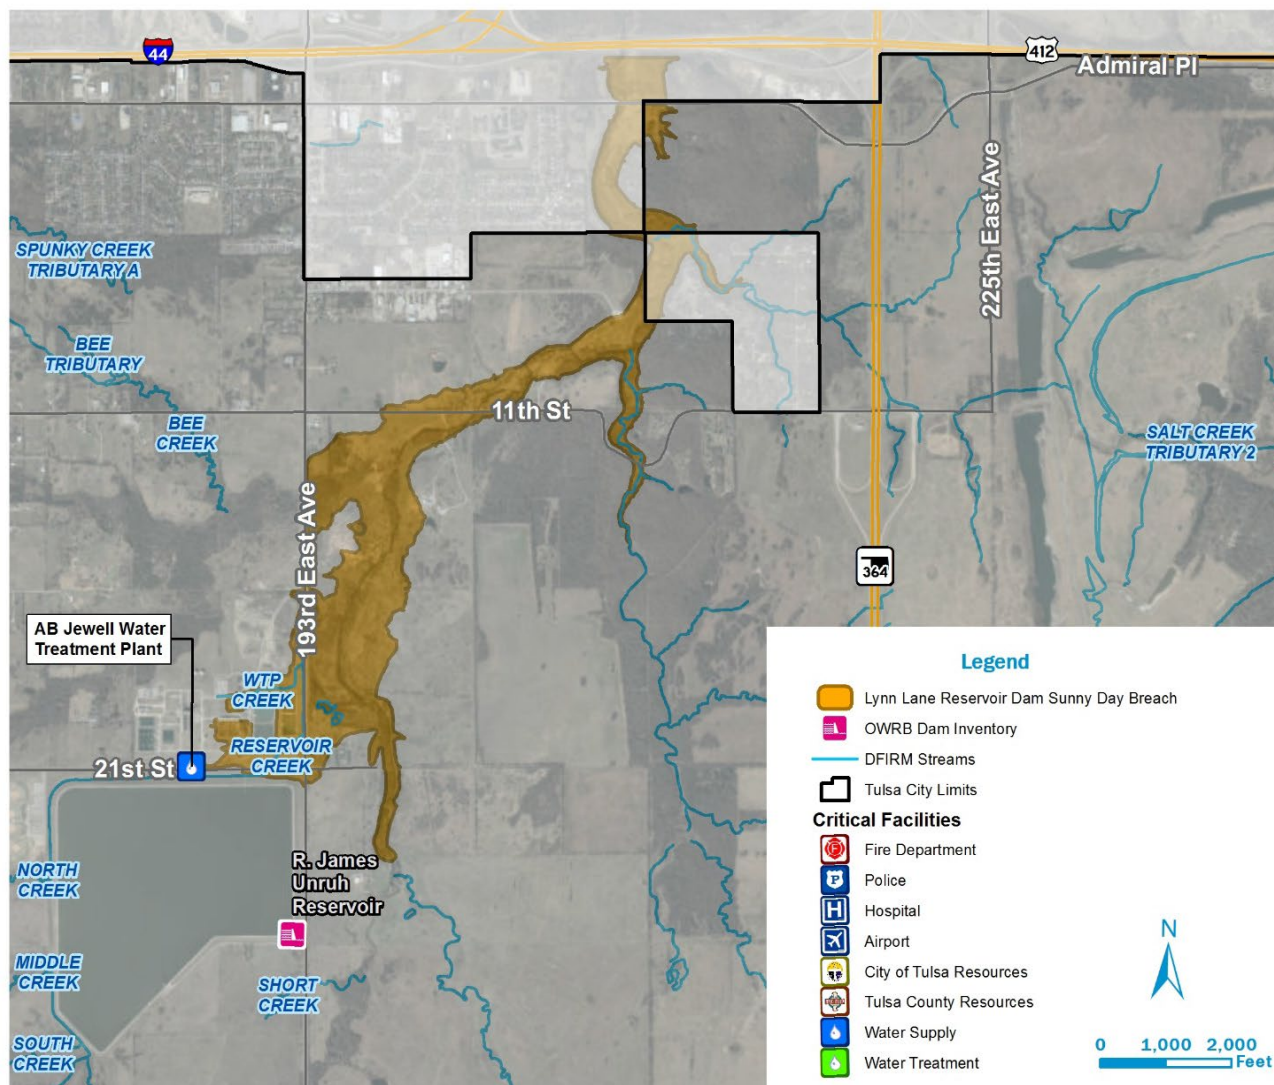 44
412
Admiral Pl
225th East Ave
SPUNKY CREEK
TRIBUTARY A
BEE
TRIBUTARY
BEE
CREEK
11th St
SALT CREEK
TRIBUTARY 2
193rd East Ave
364
AB Jewell Water
Treatment Plant
WTP
CREEK
RESERVOIR
CREEK
21st St
R. James
Unruh
Reservoir
NORTH
CREEK
MIDDLE
CREEK
SHORT
CREEK
SOUTH
CREEK
Legend
Lynn Lane Reservoir Dam Sunny Day Breach
OWRB Dam Inventory
DFIRM Streams
Tulsa City Limits
Critical Facilities
F
Fire Department
P
Police
H
Hospital
Airport
City of Tulsa Resources
Tulsa County Resources
Water Supply
Water Treatment
N
0 1,000 2,000
Feet